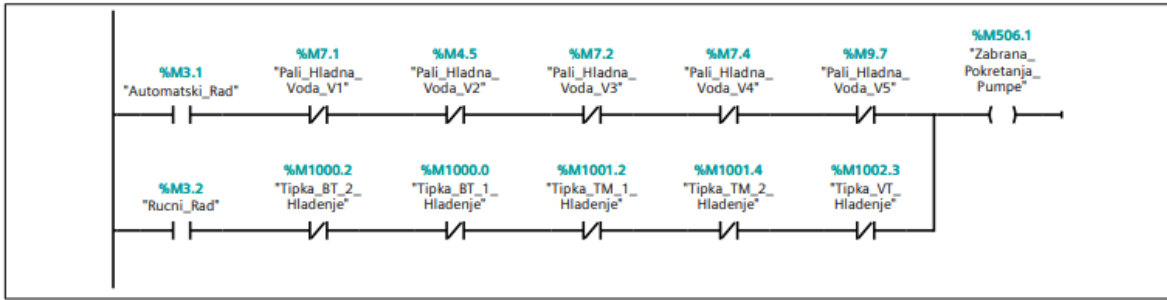 %M3.1
"Automatski_Rad"
%M7.1
"Pali_Hladna_
Voda_V1"
%M4.5
"Pali_Hladna_
Voda_V2"
%M7.2
"Pali_Hladna_
Voda_V3"
%M7.4
"Pali_Hladna_
Voda_V4"
%M9.7
"Pali_Hladna_
Voda_V5"
%M506.1
"Zabrana_
Pokretanja_
Pumpe"
%M3.2
"Rucni_Rad"
%M1000.2
"Tipka_BT_2_
Hladenje"
%M1000.0
"Tipka_BT_1_
Hladenje"
%M1001.2
"Tipka_TM_1_
Hladenje"
%M1001.4
"Tipka_TM_2_
Hladenje"
%M1002.3
"Tipka_VT_
Hladenje"